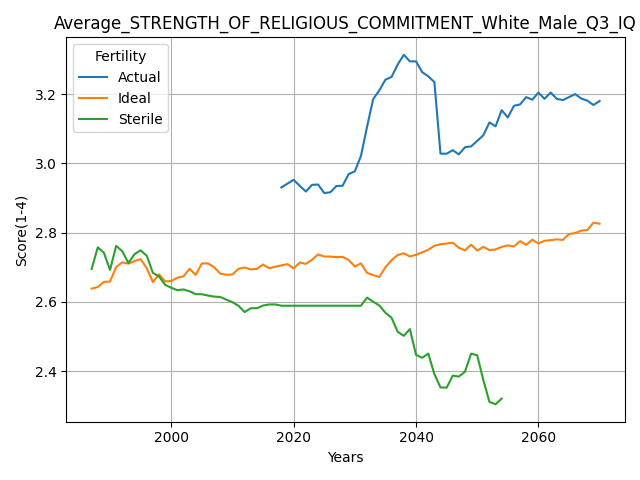 Average_STRENGTH_OF_RELIGIOUS_COMMITMENT_White_Male_Q3_IQ
Fertility
Actual
Ideal
Sterile
Score(1-4)
3.2
3.0
2.8
2.6
2.4
2000
2020
2040
2060
Years